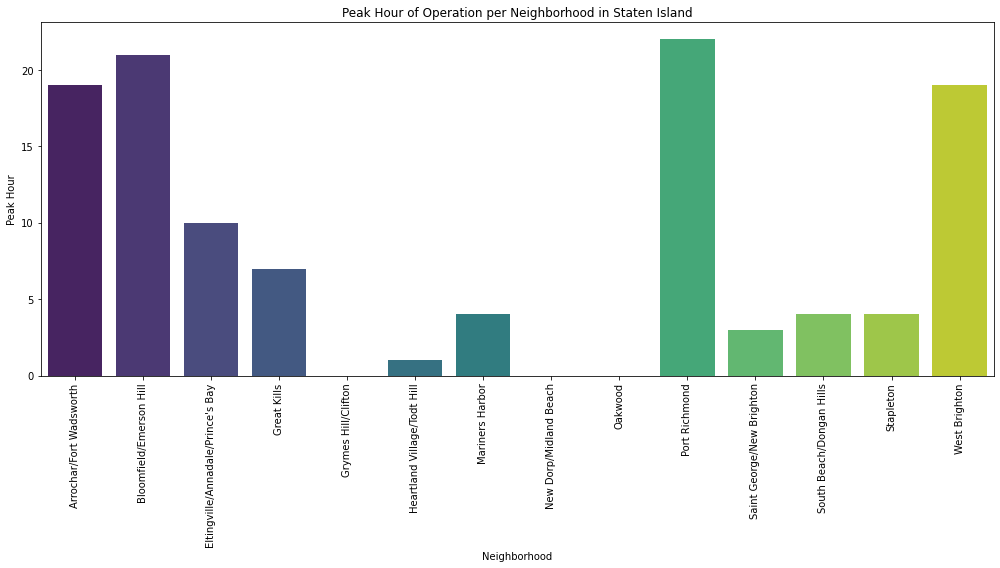 Peak Hour of Operation per Neighborhood in Staten Island
Peak Hour
20
15
10
5
0
Arrochar/Fort Wadsworth
Bloomfield/Emerson Hill
Eltingville/Annadale/Prince's Bay
Great Kills
Grymes Hill/Clifton
Heartland Village/Todt Hill
Mariners Harbor
New Dorp/Midland Beach
Oakwood
Port Richmond
Saint George/New Brighton
South Beach/Dongan Hills
Stapleton
West Brighton
Neighborhood